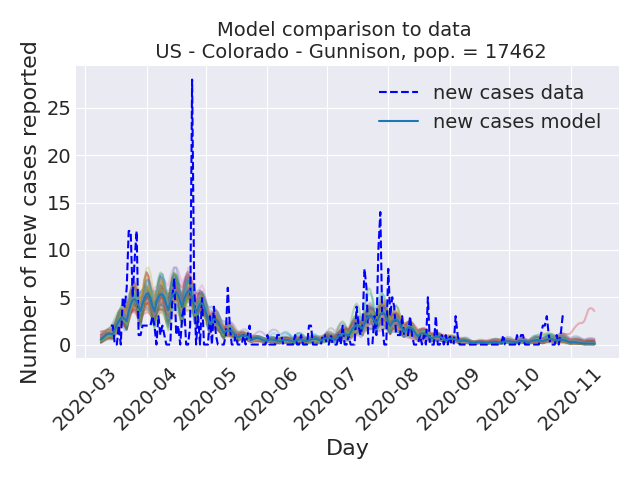 Model comparison to data
US - Colorado - Gunnison, pop. = 17462
Number of new cases reported
25
20
15
10
5
0
new cases data
new cases model
2020-03
2020-04
2020-05
2020-06
2020-07
2020-08
2020-09
2020-10
2020-11
Day